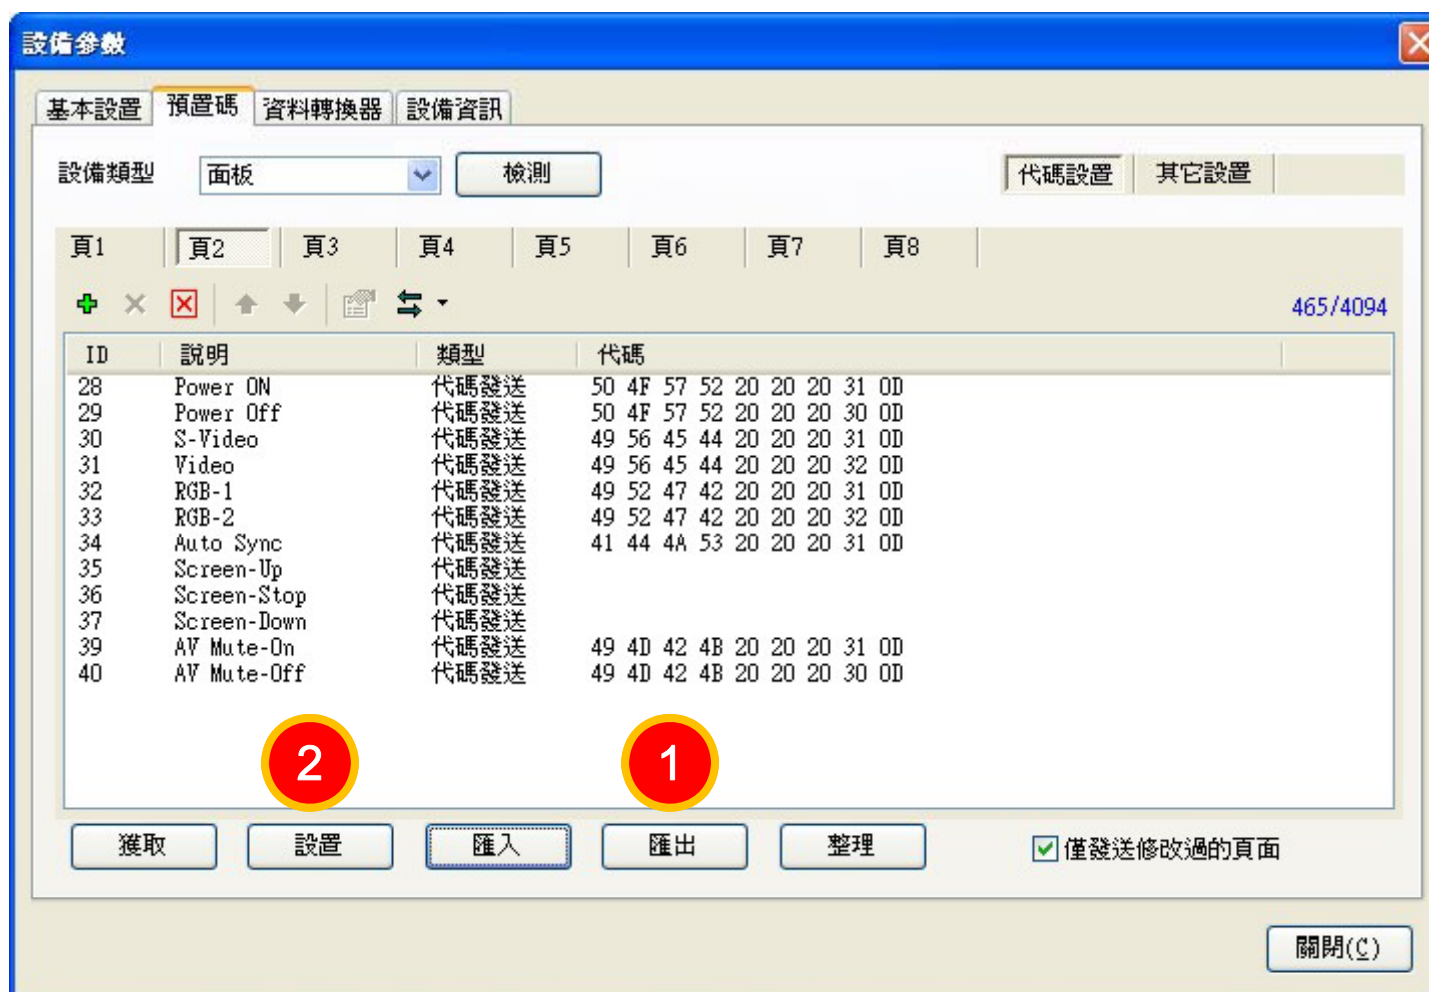 設備參數
基本設置 預置碼 資料轉換器 設備資訊
設備類型 面板 檢測 代碼設置 其它設置
頁1 頁2 頁3 頁4 頁5 頁6 頁7 頁8
465/4094
ID 說明 類型 代碼
28 Power ON 代碼發送 50 4F 57 52 20 20 20 31 0D
29 Power Off 代碼發送 50 4F 57 52 20 20 20 30 0D
30 S-Video 代碼發送 49 56 45 44 20 20 20 31 0D
31 Video 代碼發送 49 56 45 44 20 20 20 32 0D
32 RGB-1 代碼發送 49 52 47 42 20 20 20 31 0D
33 RGB-2 代碼發送 49 52 47 42 20 20 20 32 0D
34 Auto Sync 代碼發送 41 44 4A 53 20 20 20 31 0D
35 Screen-Up 代碼發送
36 Screen-Stop 代碼發送
37 Screen-Down 代碼發送
39 AV Mute-On 代碼發送 49 4D 42 4B 20 20 20 31 0D
40 AV Mute-Off 代碼發送 49 4D 42 4B 20 20 20 30 0D
2 1
獲取 設置 匯入 匯出 整理 僅發送修改過的頁面
關閉(C)